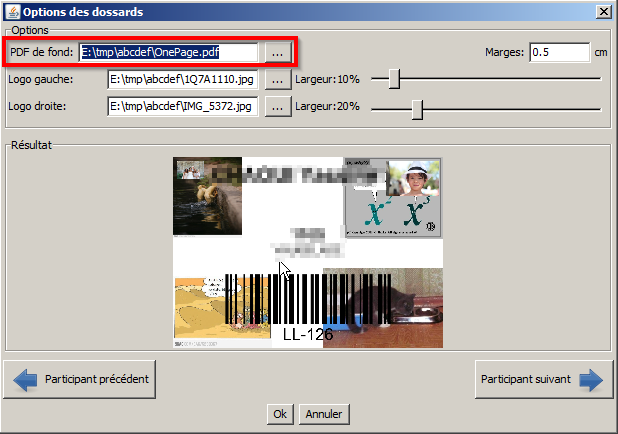 Options des dossards
Options
PDF de fond: E:\tmp\abcdef\OnePage.pdf ... Marges: 0.5 cm
Logo gauche: E:\tmp\abcdef\1Q7A1110.jpg ... Largeur:10%
Logo droite: E:\tmp\abcdef\IMG_5372.jpg ... Largeur:20%
Résultat
x² x³
LL-126
Participant précédent Participant suivant
Ok Annuler